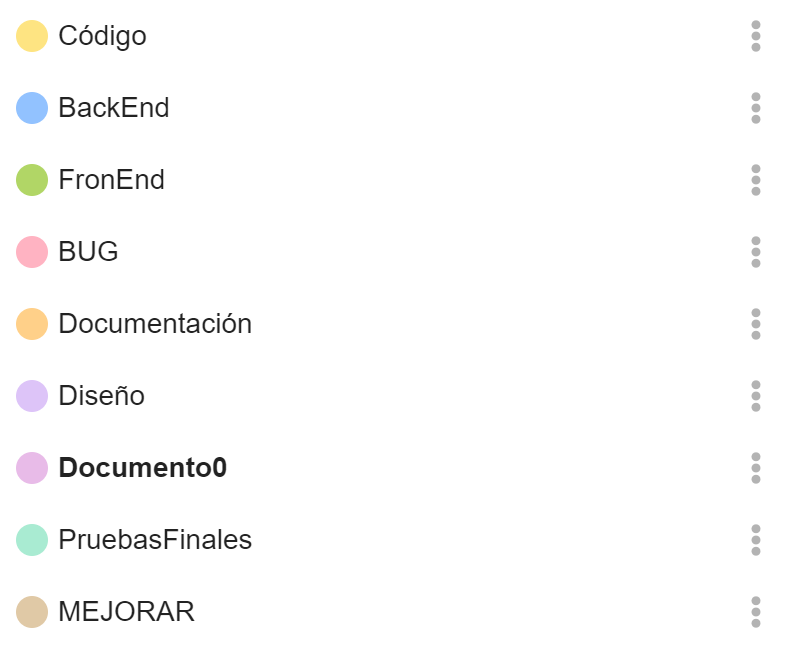 Código
BackEnd
FronEnd
BUG
Documentación
Diseño
Documento0
PruebasFinales
MEJORAR